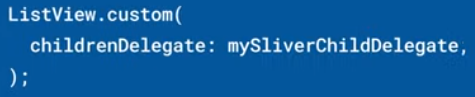 ListView.custom(
  childrenDelegate: mySliverChildDelegate,
);